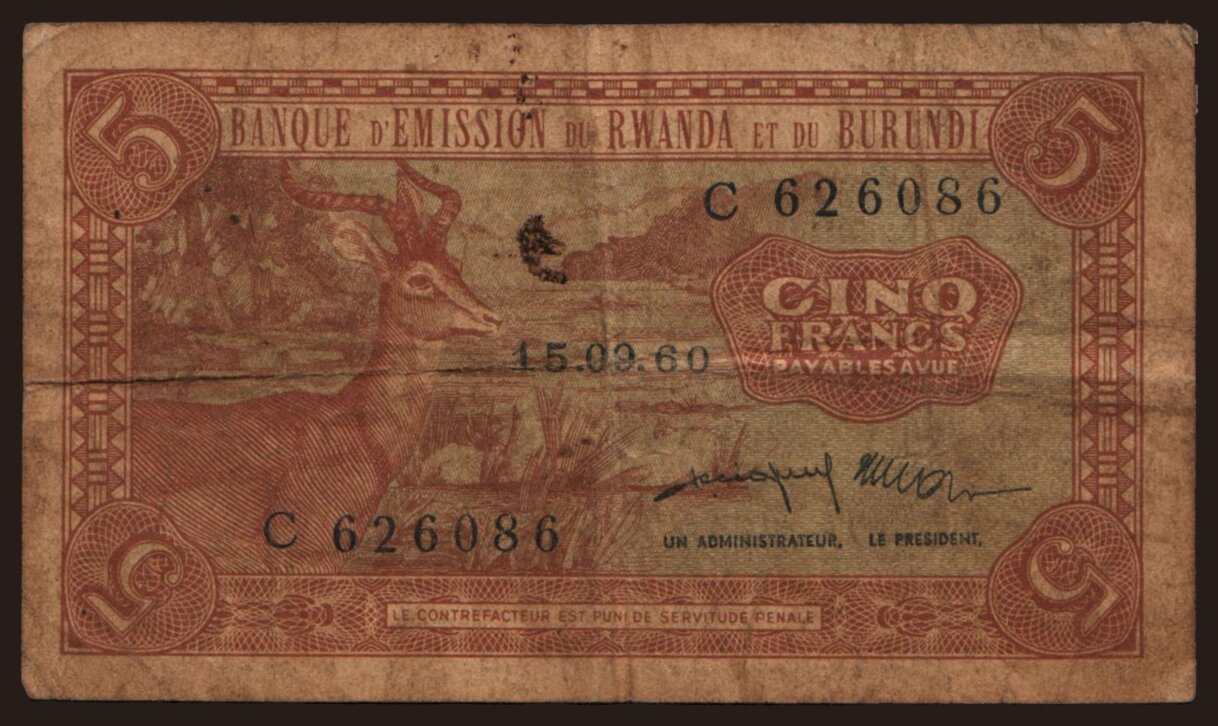 5 5
BANQUE D'EMISSION DU RWANDA ET DU BURUNDI
C 626086
CINQ
FRANCS
PAYABLES A VUE
15.09.60
C 626086
UN ADMINISTRATEUR, LE PRESIDENT,
5 5
LE CONTREFACTEUR EST PUNI DE SERVITUDE PENALE